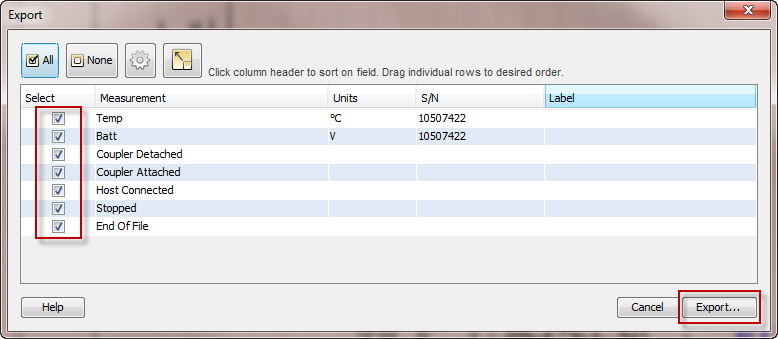 Export
All None Click column header to sort on field. Drag individual rows to desired order.
Select Measurement Units S/N Label
Temp °C 10507422
Batt V 10507422
Coupler Detached
Coupler Attached
Host Connected
Stopped
End Of File
Help Cancel Export...